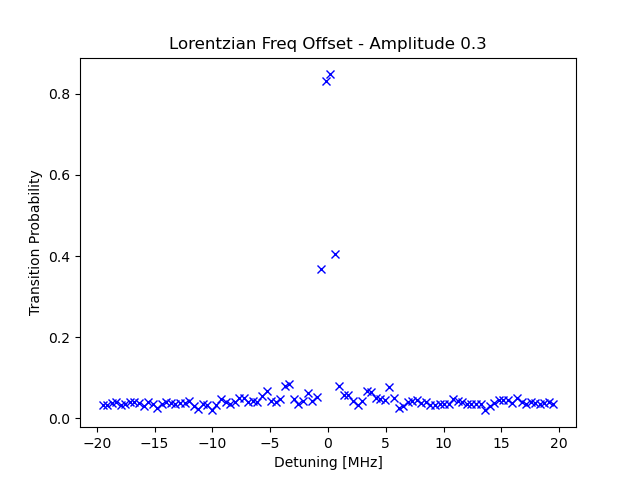 Lorentzian Freq Offset - Amplitude 0.3
Transition Probability
0.8
0.6
0.4
0.2
0.0
−20 −15 −10 −5 0 5 10 15 20
Detuning [MHz]